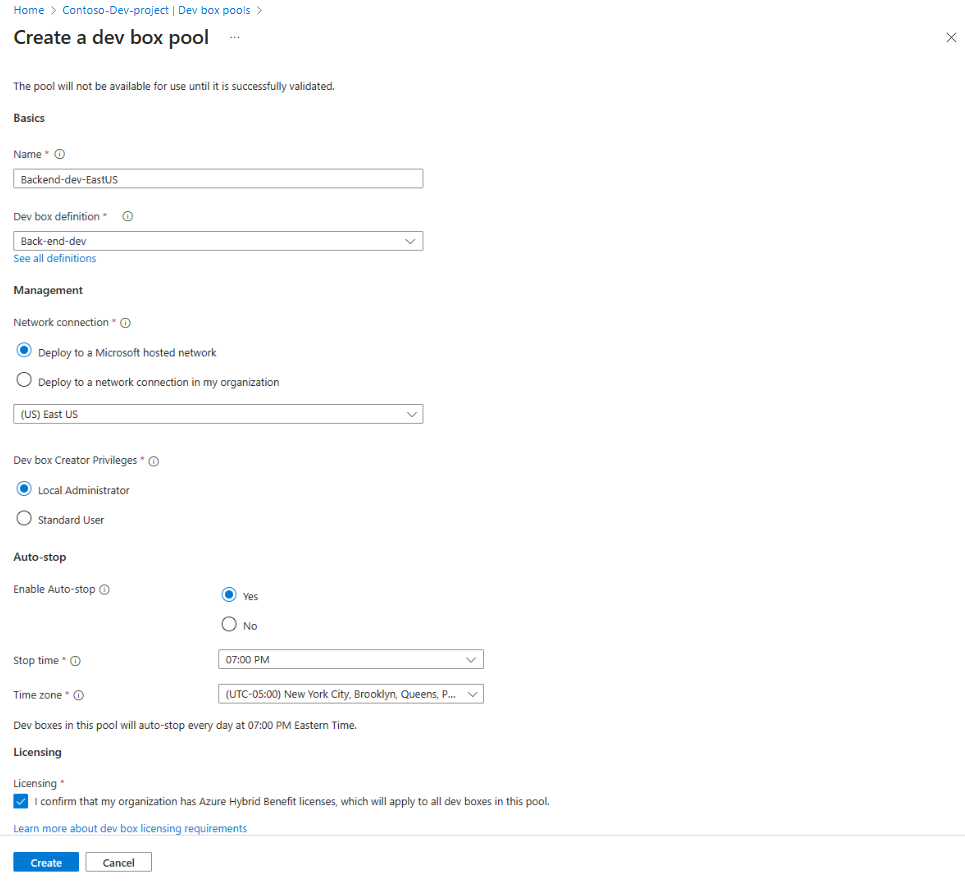 Home > Contoso-Dev-project | Dev box pools >
Create a dev box pool ...
The pool will not be available for use until it is successfully validated.
Basics
Name *
Backend-dev-EastUS
Dev box definition *
Back-end-dev
See all definitions
Management
Network connection *
Deploy to a Microsoft hosted network
Deploy to a network connection in my organization
(US) East US
Dev box Creator Privileges *
Local Administrator
Standard User
Auto-stop
Enable Auto-stop
Yes
No
Stop time *
07:00 PM
Time zone *
(UTC-05:00) New York City, Brooklyn, Queens, P...
Dev boxes in this pool will auto-stop every day at 07:00 PM Eastern Time.
Licensing
Licensing *
I confirm that my organization has Azure Hybrid Benefit licenses, which will apply to all dev boxes in this pool.
Learn more about dev box licensing requirements
Create
Cancel